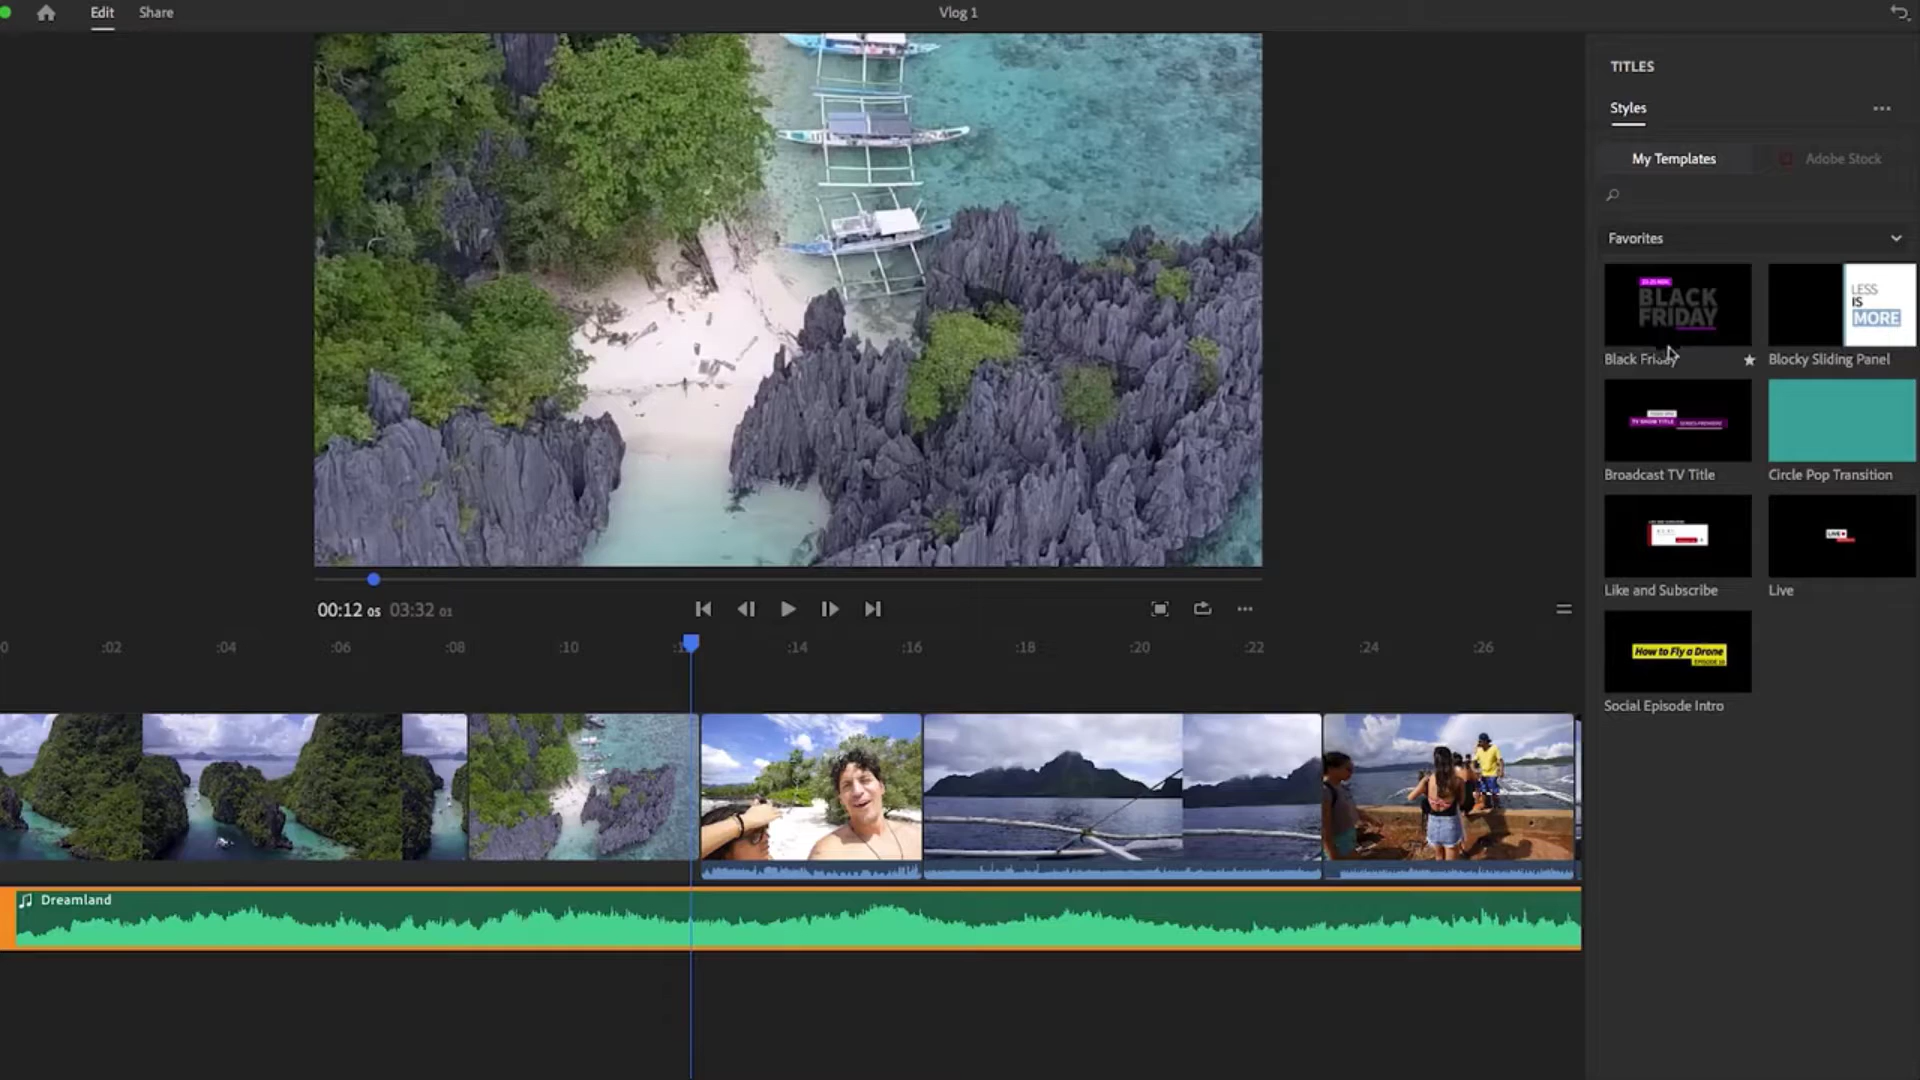 Edit Share Vlog 1
TITLES
Styles
My Templates Adobe Stock
Favorites
BLACK
FRIDAY
Black Friday
LESS
IS
MORE
Blocky Sliding Panel
TV SHOW TITLE
Broadcast TV Title
Circle Pop Transition
Like and Subscribe
LIVE
Live
How to Fly a Drone
EPISODE
Social Episode Intro
00:12 05 03:32 01
:02 :04 :06 :08 :10 :14 :16 :18 :20 :22 :24 :26
Dreamland